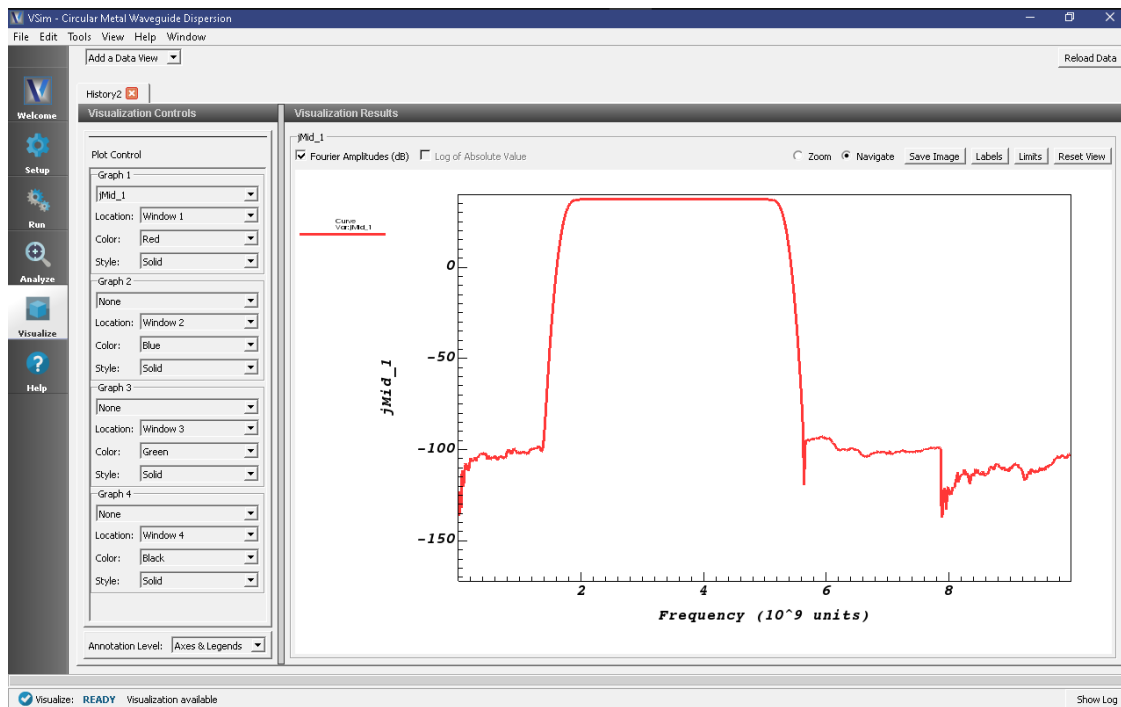 VSim - Circular Metal Waveguide Dispersion
File Edit Tools View Help Window
Add a Data View
Reload Data
History2
Welcome
Setup
Run
Analyze
Visualize
Help
Visualization Controls
Plot Control
Graph 1
jMid_1
Location: Window 1
Color: Red
Style: Solid
Graph 2
None
Location: Window 2
Color: Blue
Style: Solid
Graph 3
None
Location: Window 3
Color: Green
Style: Solid
Graph 4
None
Location: Window 4
Color: Black
Style: Solid
Annotation Level: Axes & Legends
Visualization Results
jMid_1
Fourier Amplitudes (dB) Log of Absolute Value
Zoom Navigate Save Image Labels Limits Reset View
Curve
Var:jMid_1
0
-50
-100
-150
jMid_1
2 4 6 8
Frequency (10^9 units)
Visualize: READY Visualization available
Show Log